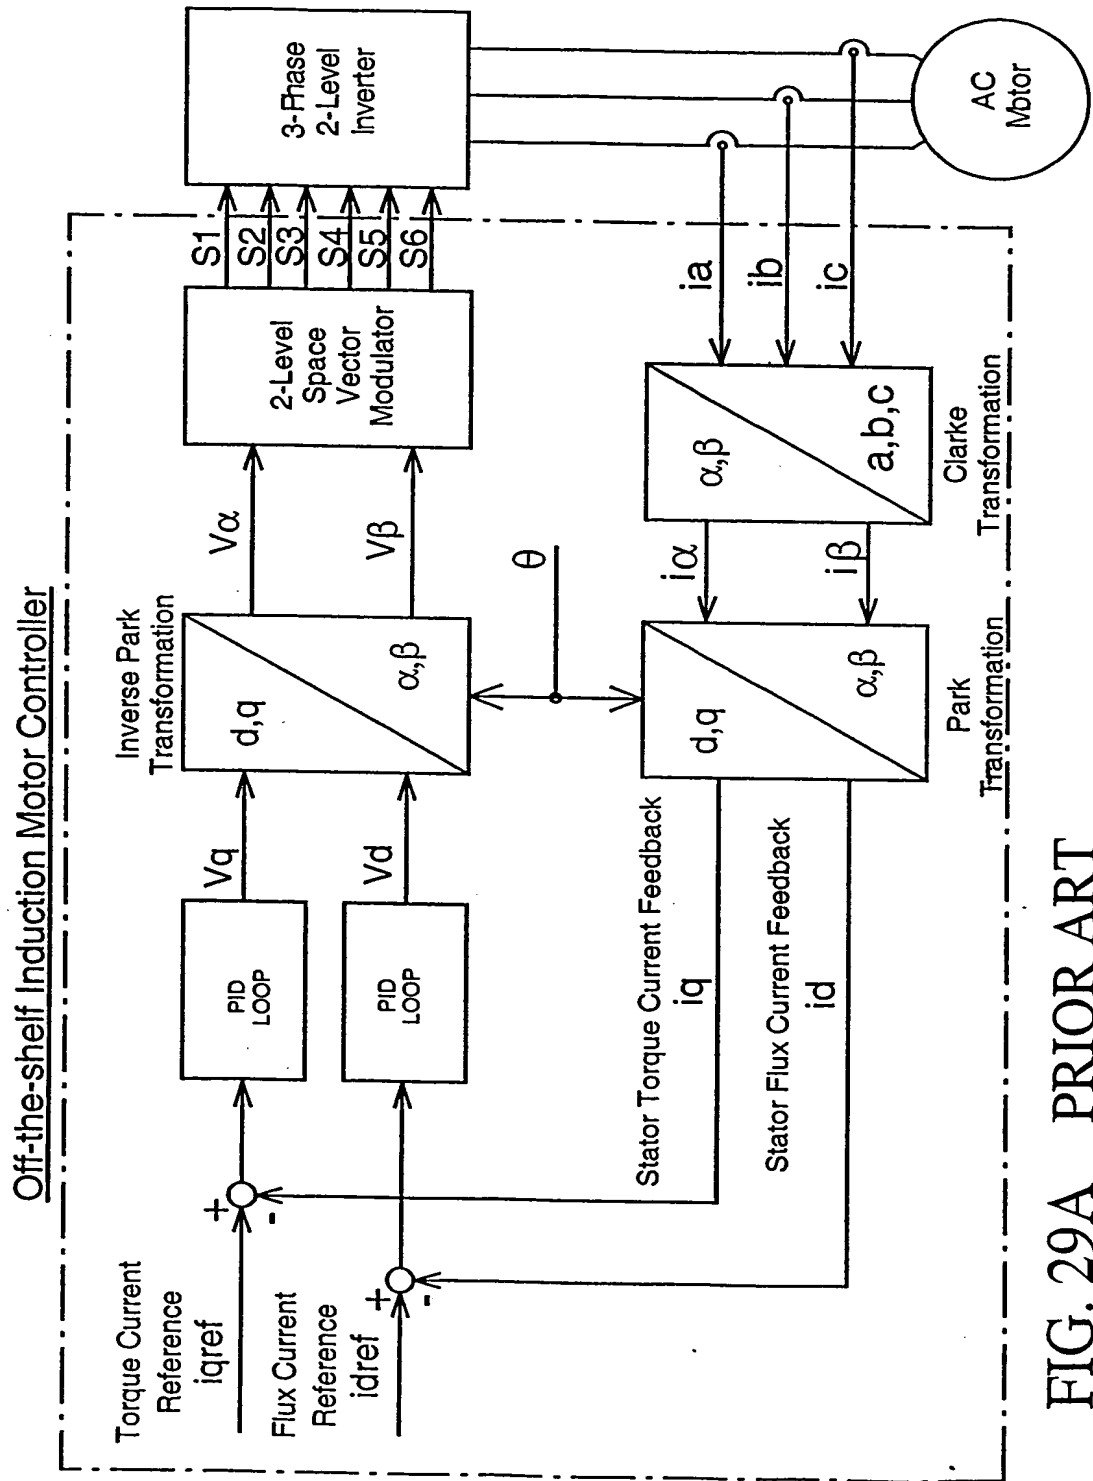 Off-the-shelf Induction Motor Controller
Torque Current
Reference
iqref
Flux Current
Reference
idref
+
-
+
-
PID
LOOP
PID
LOOP
Vq
Vd
Inverse Park
Transformation
d,q
α,β
Vα
Vβ
2-Level
Space
Vector
Modulator
S1
S2
S3
S4
S5
S6
3-Phase
2-Level
Inverter
θ
Stator Torque Current Feedback
iq
Stator Flux Current Feedback
id
d,q
α,β
Park
Transformation
iα
iβ
α,β
a,b,c
Clarke
Transformation
ia
ib
ic
AC
Motor
FIG. 29A PRIOR ART